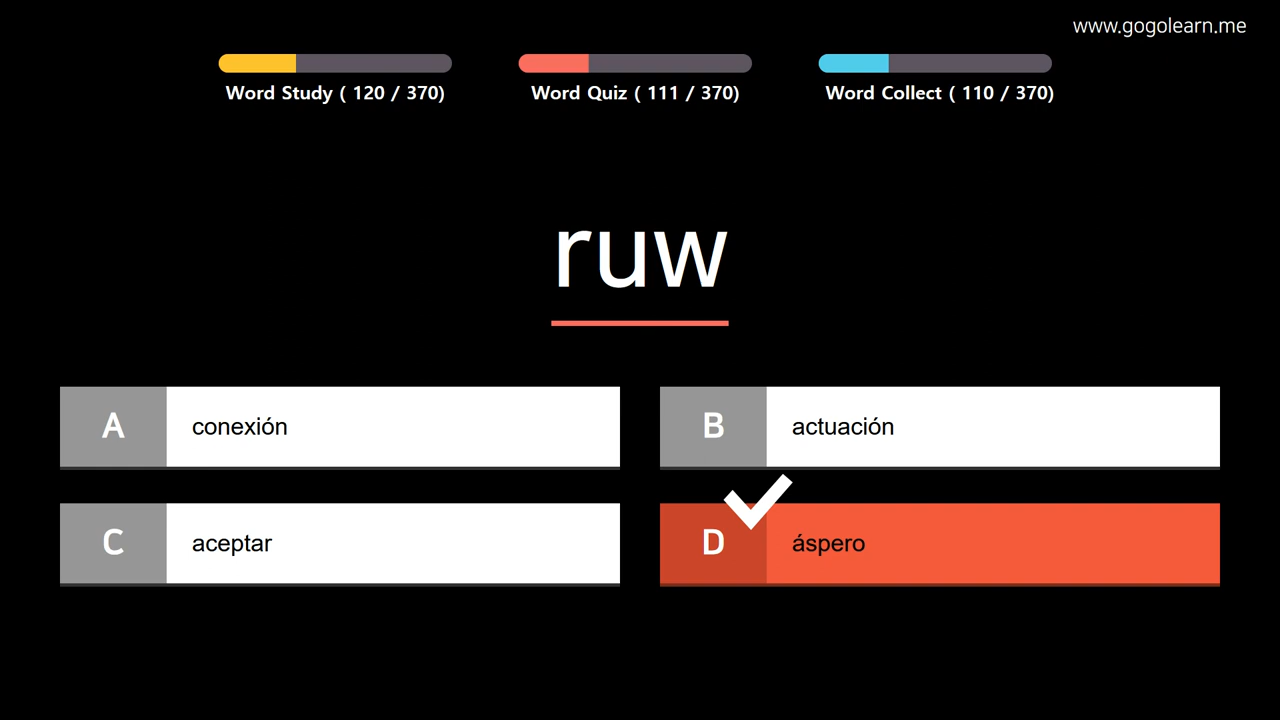 www.gogolearn.me
Word Study ( 120 / 370)
Word Quiz ( 111 / 370)
Word Collect ( 110 / 370)
ruw
A conexión
B actuación
C aceptar
D áspero